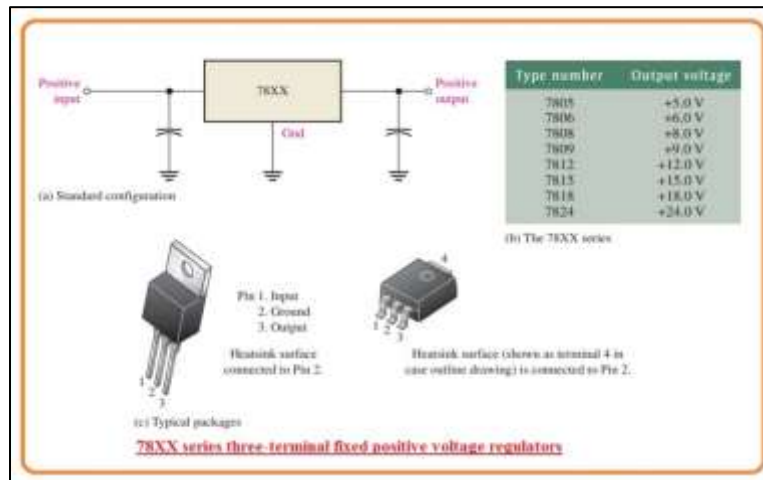 Positive
input
78XX
Positive
output
Gnd
(a) Standard configuration
Type number Output voltage
7805 +5.0 V
7806 +6.0 V
7808 +8.0 V
7809 +9.0 V
7812 +12.0 V
7815 +15.0 V
7818 +18.0 V
7824 +24.0 V
(b) The 78XX series
Pin 1. Input
2. Ground
3. Output
Heatsink surface
connected to Pin 2.
1
2
3
4
1 2 3
Heatsink surface (shown as terminal 4 in
case outline drawing) is connected to Pin 2.
(c) Typical packages
78XX series three-terminal fixed positive voltage regulators